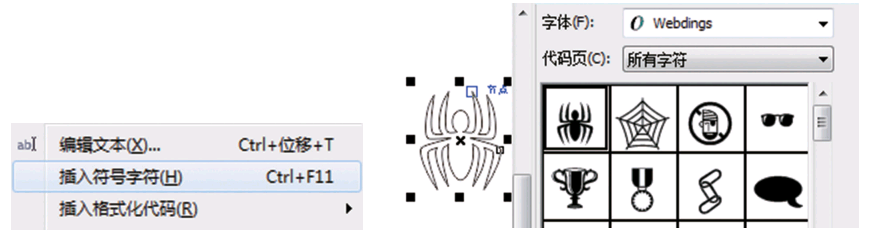 abI 编辑文本(X)... Ctrl+位移+T
插入符号字符(H) Ctrl+F11
插入格式化代码(R)
节点
字体(F): O Webdings
代码页(C): 所有字符